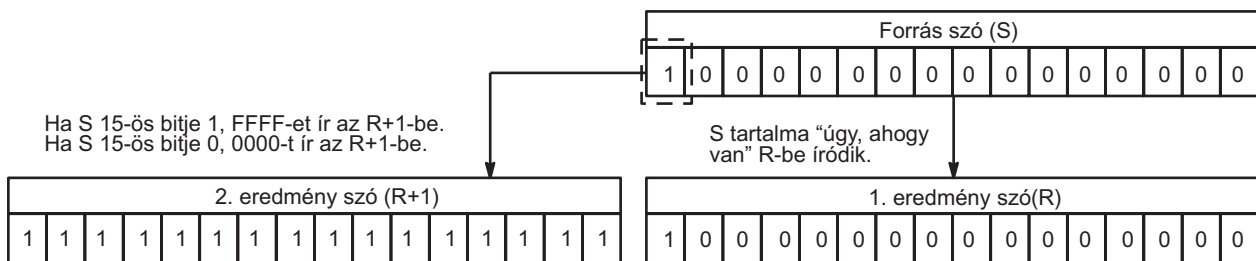 Forrás szó (S)
1 0 0 0 0 0 0 0 0 0 0 0 0 0 0 0
Ha S 15-ös bitje 1, FFFF-et ír az R+1-be.
Ha S 15-ös bitje 0, 0000-t ír az R+1-be.
S tartalma “úgy, ahogy
van” R-be íródik.
2. eredmény szó (R+1)
1 1 1 1 1 1 1 1 1 1 1 1 1 1 1 1
1. eredmény szó(R)
1 0 0 0 0 0 0 0 0 0 0 0 0 0 0 0